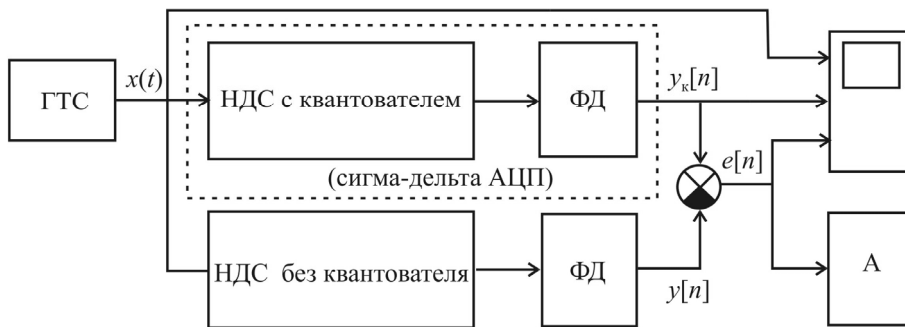 ГТС
x(t)
НДС с квантователем
ФД
yк[n]
(сигма-дельта АЦП)
e[n]
НДС без квантователя
ФД
y[n]
А